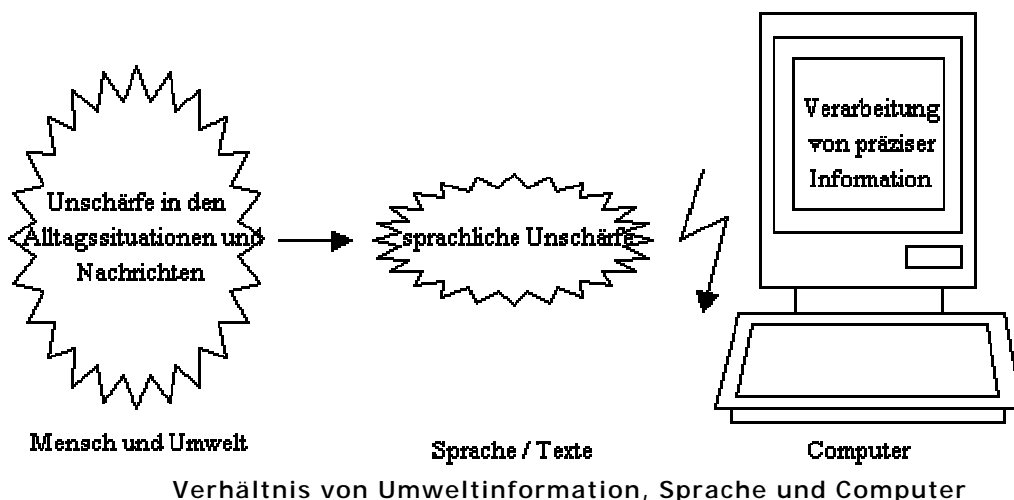 Unschärfe in den
Alltagssituationen und
Nachrichten
sprachliche Unschärfe
Verarbeitung
von präziser
Information
Mensch und Umwelt
Sprache / Texte
Computer
Verhältnis von Umweltinformation, Sprache und Computer